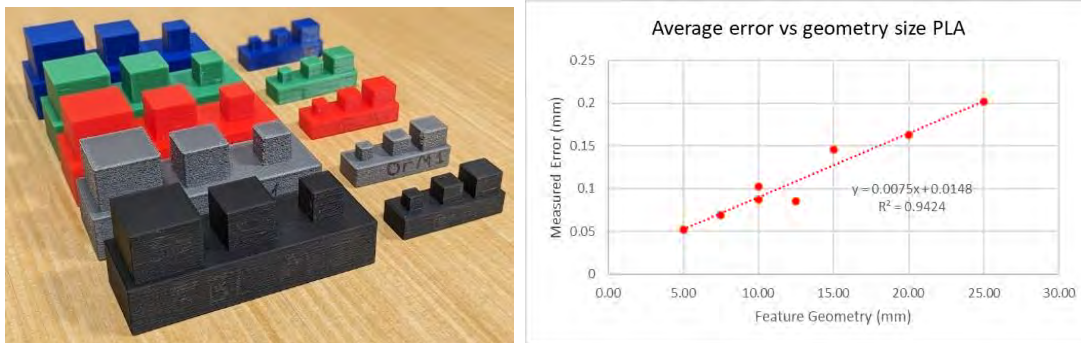 OrM1
Average error vs geometry size PLA
Measured Error (mm)
0.25
0.2
0.15
0.1
0.05
0
y = 0.0075x + 0.0148
R² = 0.9424
0.00
5.00
10.00
15.00
20.00
25.00
30.00
Feature Geometry (mm)